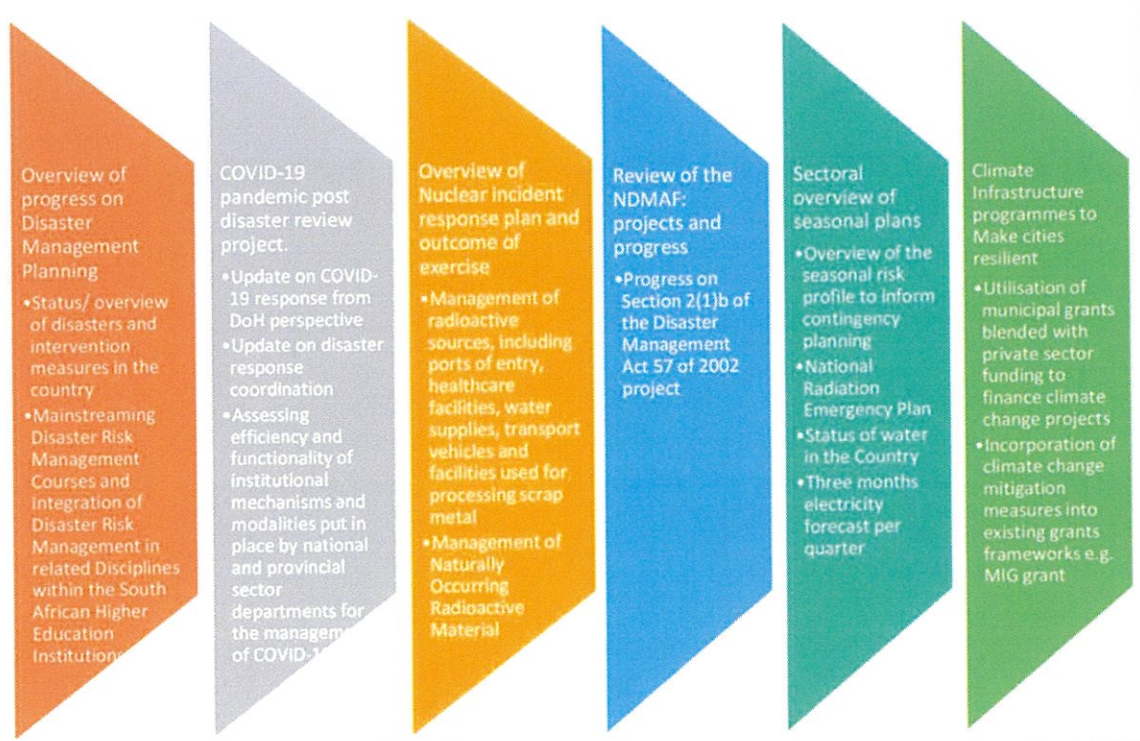 Overview of
progress on
Disaster
Management
Planning
•Status/ overview
of disasters and
intervention
measures in the
country
•Mainstreaming
Disaster Risk
Management
Courses and
Integration of
Disaster Risk
Management in
related Disciplines
within the South
African Higher
Education
Institutions
COVID-19
pandemic post
disaster review
project.
•Update on COVID-
19 response from
DoH perspective
•Update on disaster
response
coordination
•Assessing
efficiency and
functionality of
institutional
mechanisms and
modalities put in
place by national
and provincial
sector
departments for
the management
of COVID-19
Overview of
Nuclear incident
response plan and
outcome of
exercise
•Management of
radioactive
sources, including
ports of entry,
healthcare
facilities, water
supplies, transport
vehicles and
facilities used for
processing scrap
metal
•Management of
Naturally
Occurring
Radioactive
Material
Review of the
NDMAF:
projects and
progress
•Progress on
Section 2(1)b of
the Disaster
Management
Act 57 of 2002
project
Sectoral
overview of
seasonal plans
•Overview of the
seasonal risk
profile to inform
contingency
planning
•National
Radiation
Emergency Plan
•Status of water
in the Country
•Three months
electricity
forecast per
quarter
Climate
Infrastructure
programmes to
Make cities
resilient
•Utilisation of
municipal grants
blended with
private sector
funding to
finance climate
change projects
•Incorporation of
climate change
mitigation
measures into
existing grants
frameworks e.g.
MIG grant